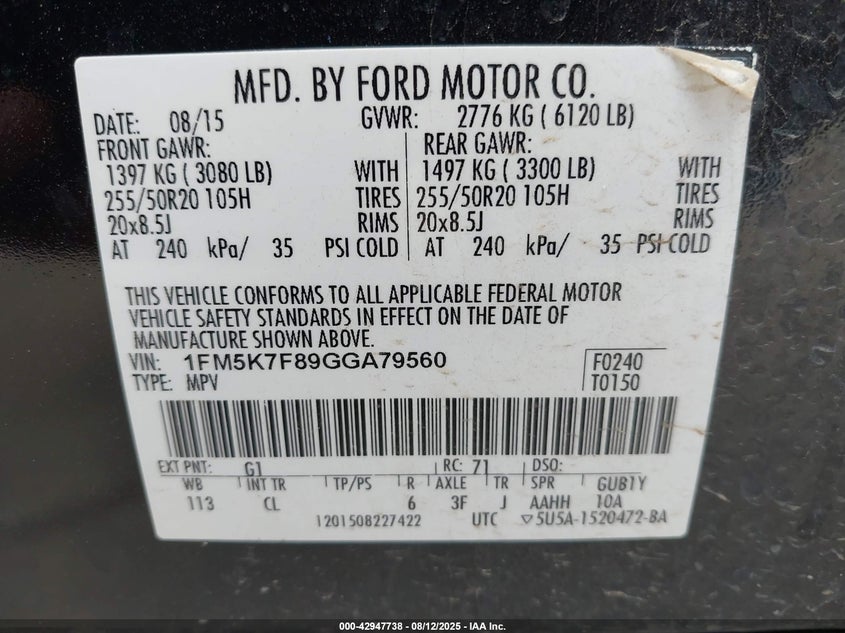 MFD. BY FORD MOTOR CO.
DATE: 08/15 GVWR: 2776 KG ( 6120 LB)
FRONT GAWR: REAR GAWR:
1397 KG ( 3080 LB) WITH 1497 KG ( 3300 LB) WITH
255/50R20 105H TIRES 255/50R20 105H TIRES
20x8.5J RIMS 20x8.5J RIMS
AT 240 kPa/ 35 PSI COLD AT 240 kPa/ 35 PSI COLD
THIS VEHICLE CONFORMS TO ALL APPLICABLE FEDERAL MOTOR
VEHICLE SAFETY STANDARDS IN EFFECT ON THE DATE OF
MANUFACTURE SHOWN ABOVE.
VIN: 1FM5K7F89GGA79560 F0240
TYPE: MPV T0150
EXT PNT: G1 RC: 71 DSO:
WB INT TR TP/PS R AXLE TR SPR GUB1Y
113 CL 6 3F J AAHH 10A
1201508227422 UTC ▽5U5A-1520472-BA
000-42947738 - 08/12/2025 - IAA Inc.